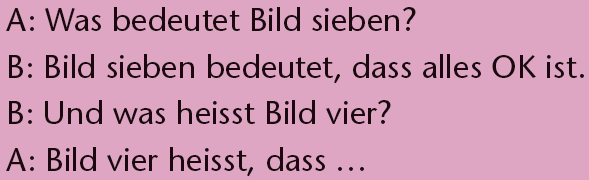 A: Was bedeutet Bild sieben?
B: Bild sieben bedeutet, dass alles OK ist.
B: Und was heisst Bild vier?
A: Bild vier heisst, dass …